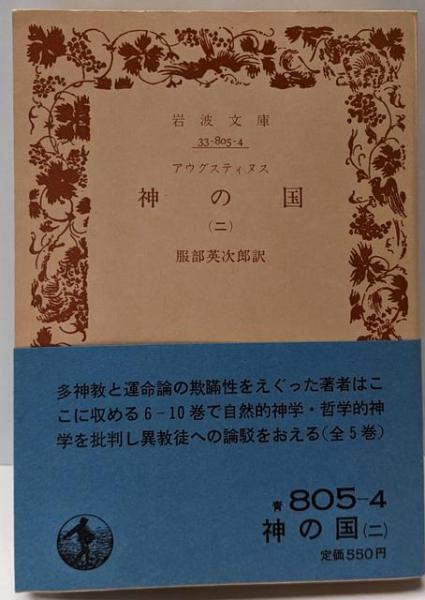 岩波文庫
33-805-4
アウグスティヌス
神の国
(二)
服部英次郎訳
多神教と運命論の欺瞞性をえぐった著者はこ
こに収める6-10巻で自然的神学・哲学的神
学を批判し異教徒への論駁をおえる(全5巻)
青 805-4
神の国(二)
定価550円